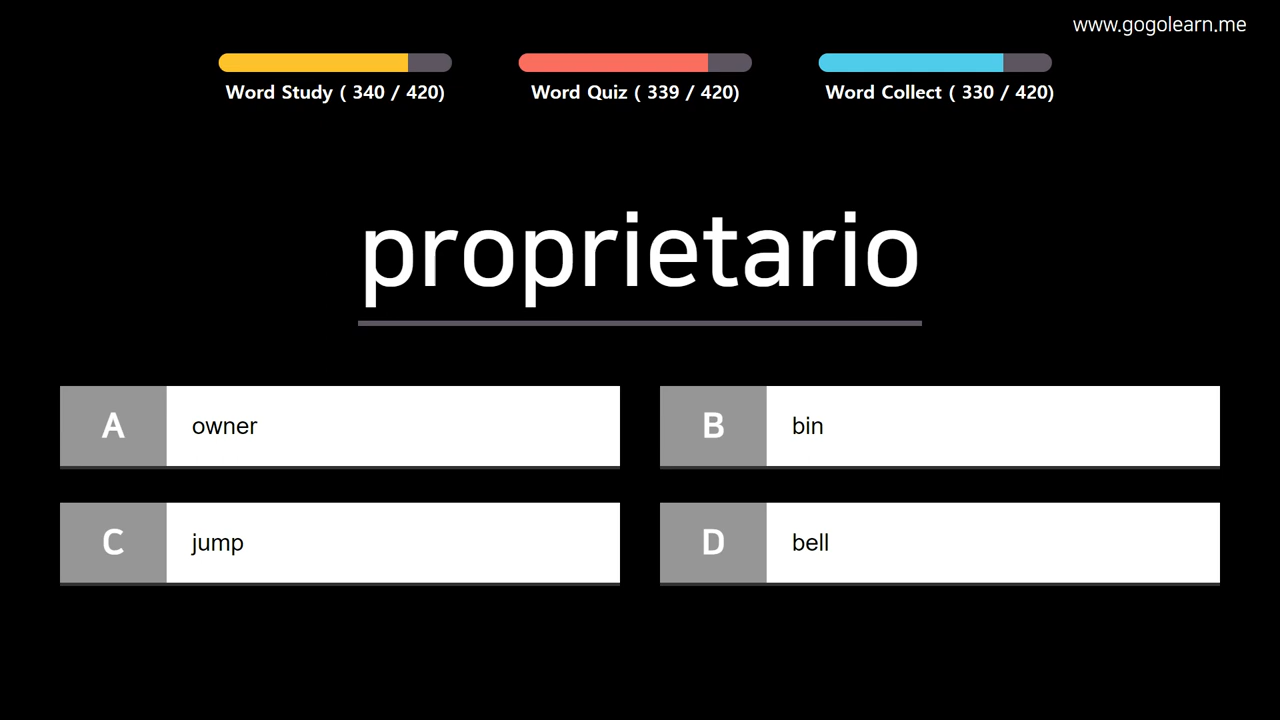 www.gogolearn.me
Word Study ( 340 / 420)
Word Quiz ( 339 / 420)
Word Collect ( 330 / 420)
proprietario
A owner
B bin
C jump
D bell